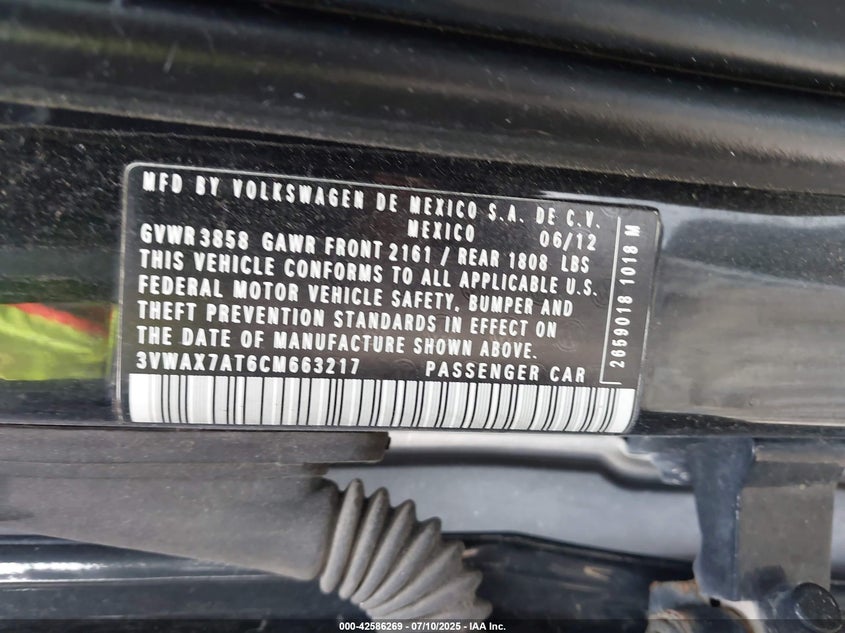 MFD BY VOLKSWAGEN DE MEXICO S.A. DE C.V.
MEXICO 06/12
GVWR 3858 GAWR FRONT 2161 / REAR 1808 LBS
THIS VEHICLE CONFORMS TO ALL APPLICABLE U.S.
FEDERAL MOTOR VEHICLE SAFETY, BUMPER AND
THEFT PREVENTION STANDARDS IN EFFECT ON
THE DATE OF MANUFACTURE SHOWN ABOVE.
3VWAX7AT6CM663217 PASSENGER CAR
2659018 1018 M
000-42586269 - 07/10/2025 - IAA Inc.